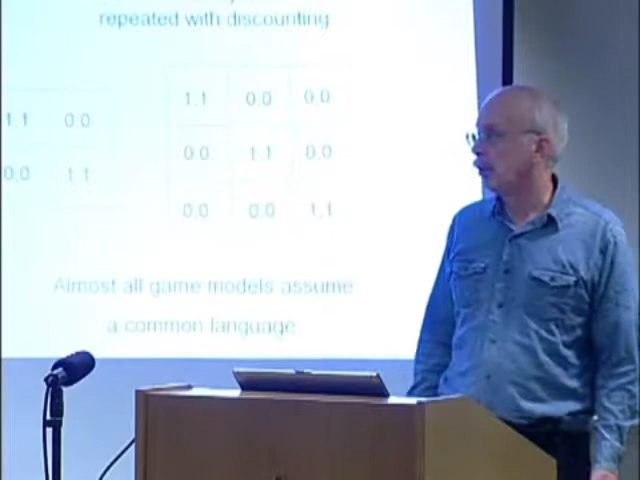 repeated with discounting
1,1 0,0 0,0
1,1 0,0
0,0 1,1 0,0
0,0 1,1
0,0 0,0 1,1
Almost all game models assume
a common language